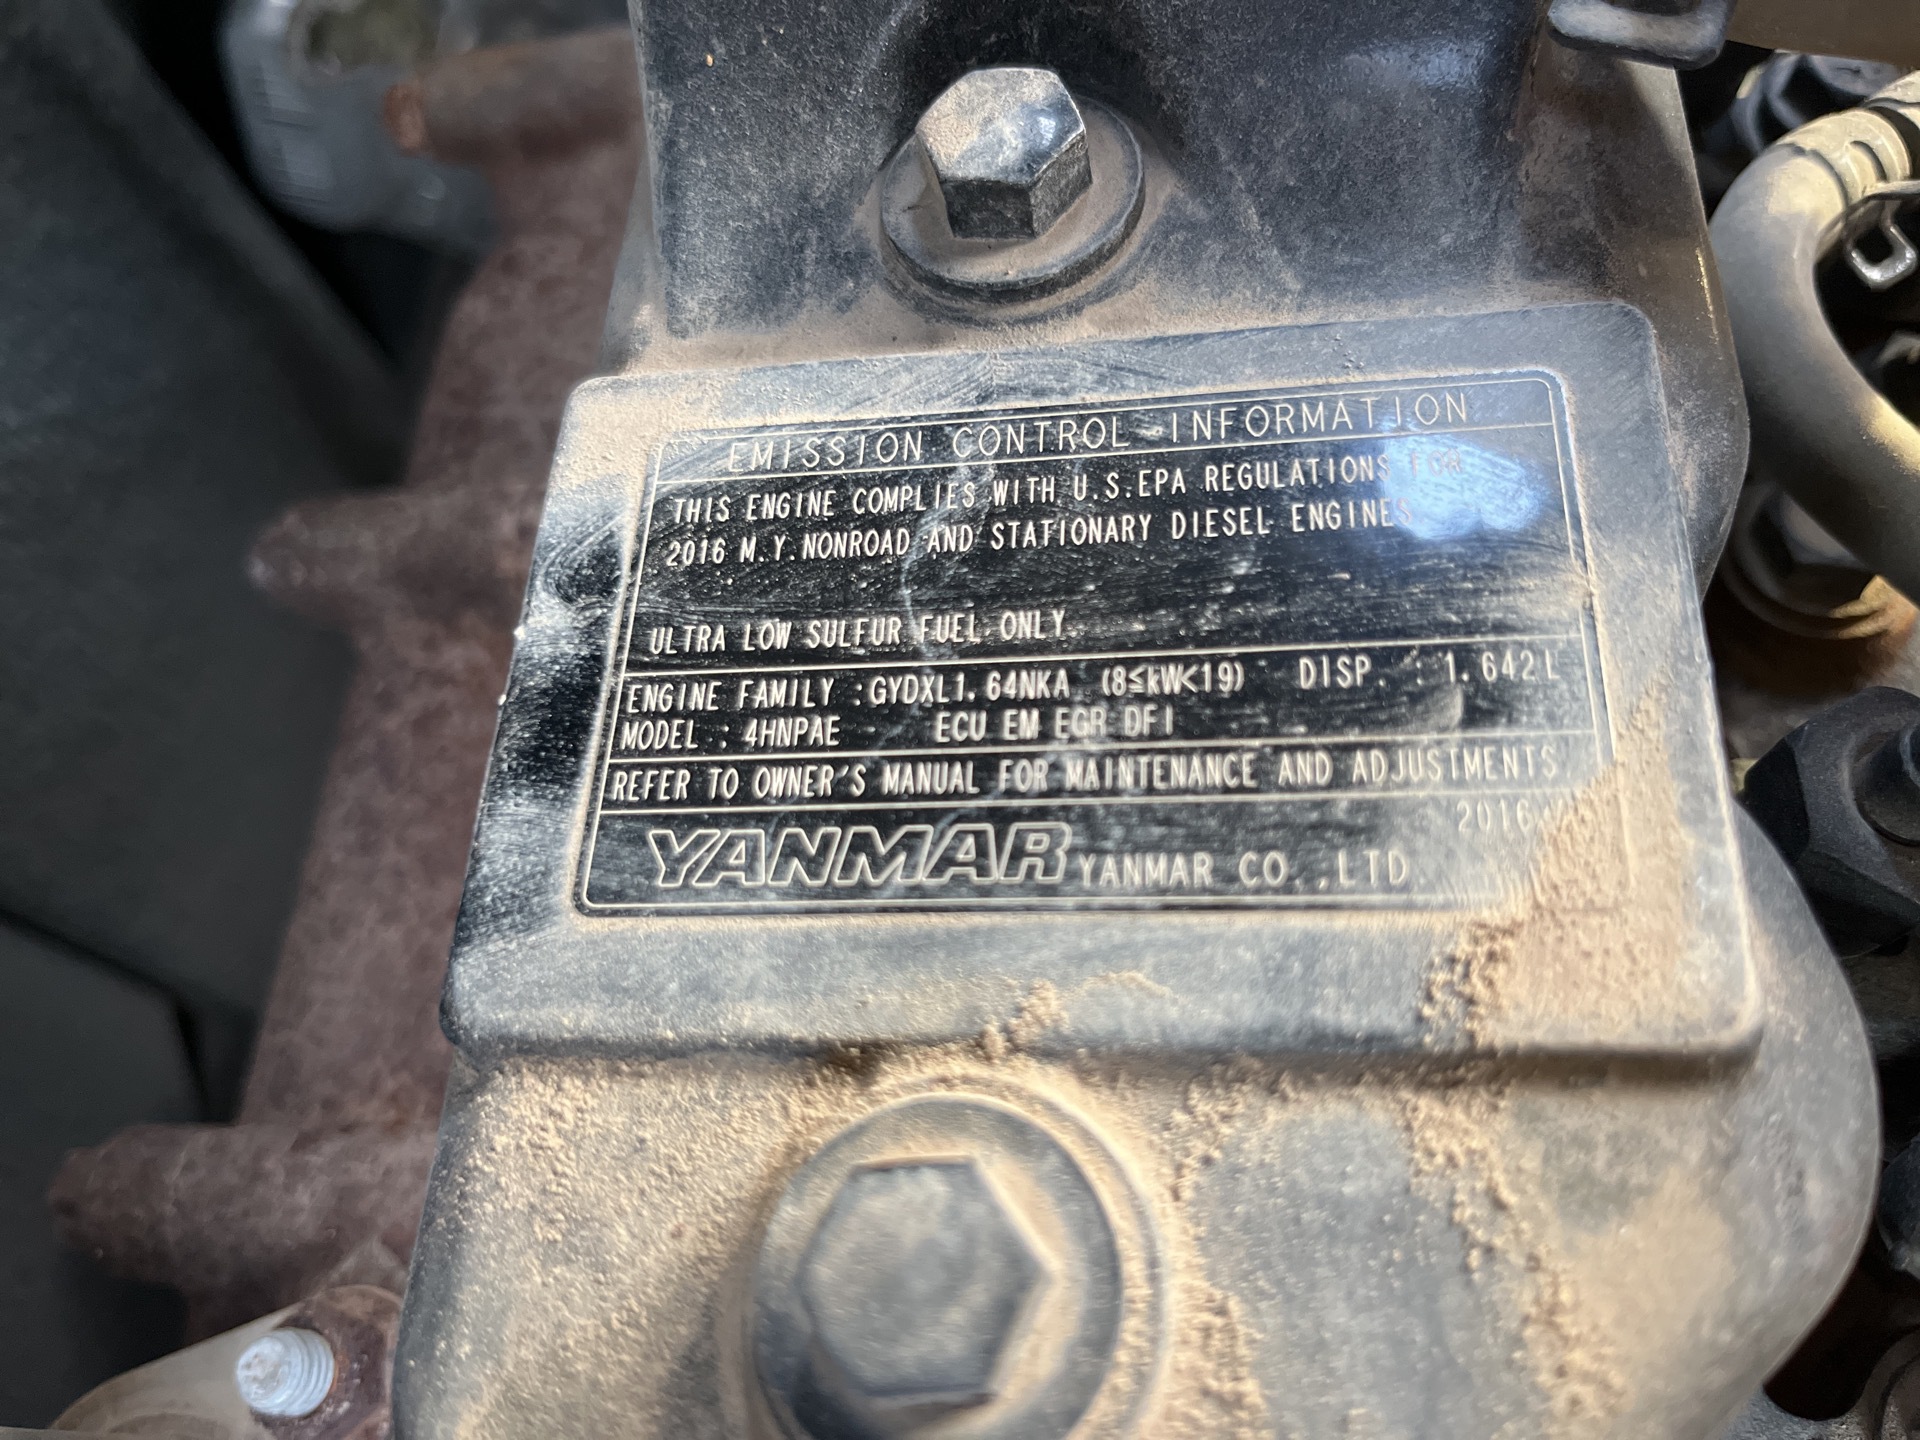 EMISSION CONTROL INFORMATION
THIS ENGINE COMPLIES WITH U.S.EPA REGULATIONS FOR
2016 M.Y.NONROAD AND STATIONARY DIESEL ENGINES.
ULTRA LOW SULFUR FUEL ONLY.
ENGINE FAMILY :GYDXL1.64NKA (8≤kW<19) DISP. : 1.642L
MODEL : 4HNPAE ECU EM EGR DFI
REFER TO OWNER'S MANUAL FOR MAINTENANCE AND ADJUSTMENTS.
2016
YANMAR YANMAR CO.,LTD.